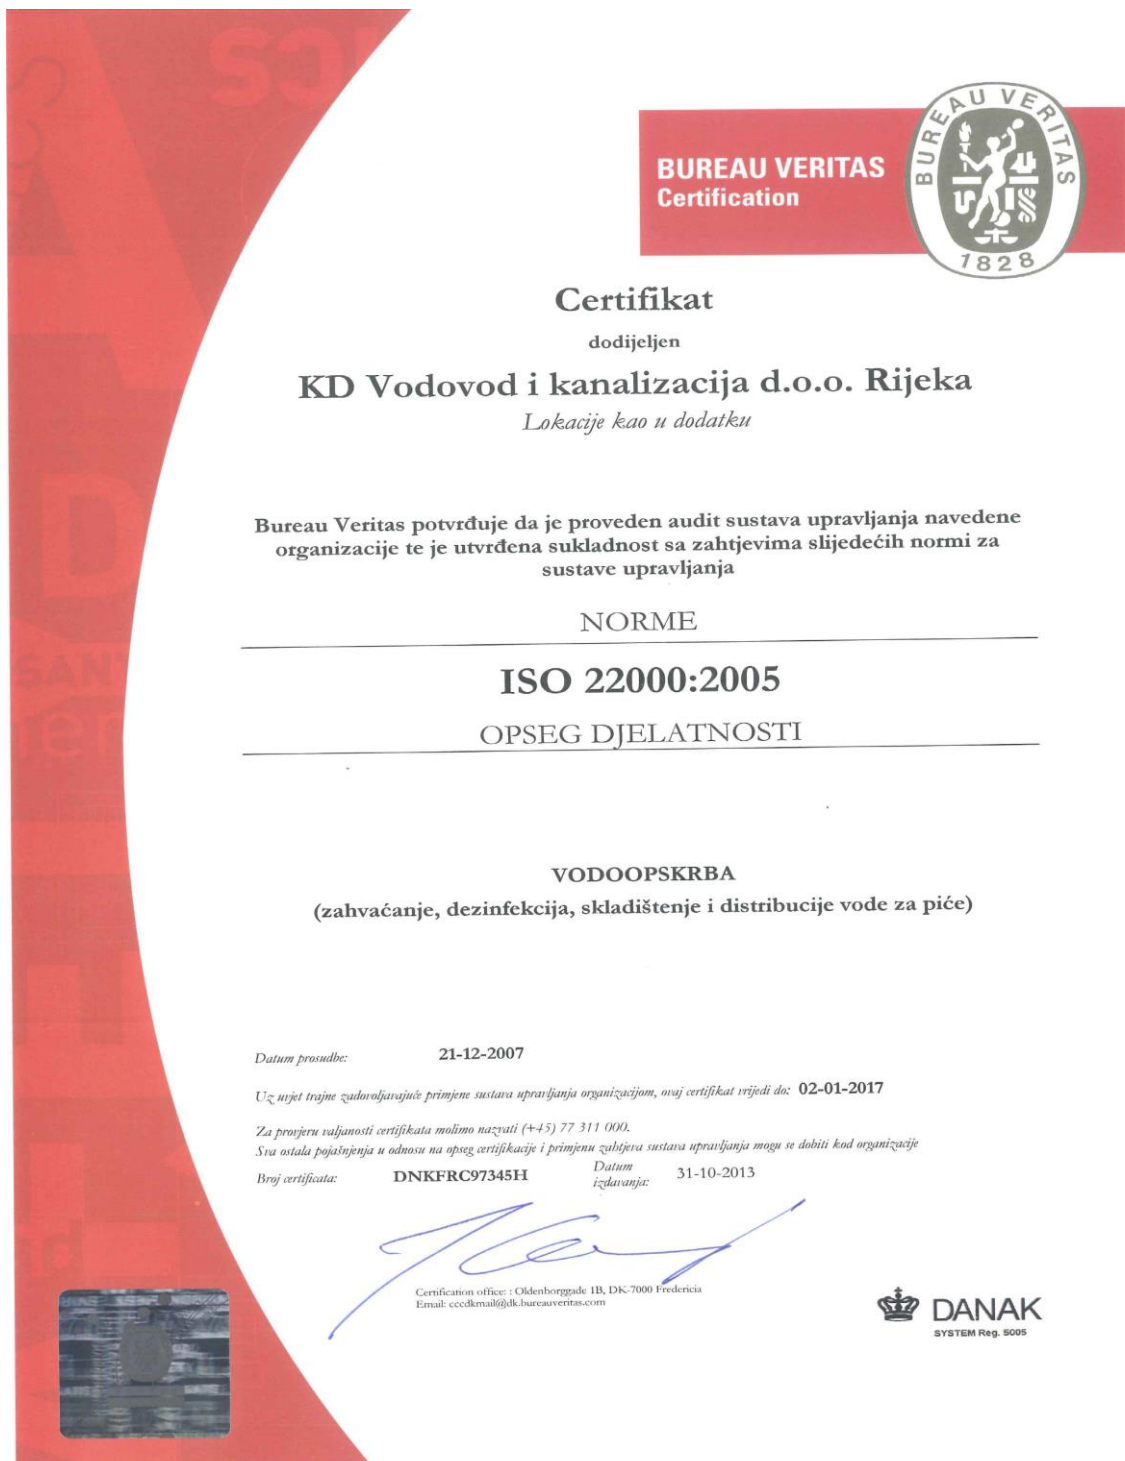 BUREAU VERITAS
Certification
BUREAU VERITAS
1828
Certifikat
dodijeljen
KD Vodovod i kanalizacija d.o.o. Rijeka
Lokacije kao u dodatku
Bureau Veritas potvrđuje da je proveden audit sustava upravljanja navedene
organizacije te je utvrđena sukladnost sa zahtjevima slijedećih normi za
sustave upravljanja
NORME
ISO 22000:2005
OPSEG DJELATNOSTI
VODOOPSKRBA
(zahvaćanje, dezinfekcija, skladištenje i distribucije vode za piće)
Datum prosudbe: 21-12-2007
Uz uvjet trajne zadovoljavajuće primjene sustava upravljanja organizacijom, ovaj certifikat vrijedi do: 02-01-2017
Za provjeru valjanosti certifikata molimo nazvati (+45) 77 311 000.
Sva ostala pojašnjenja u odnosu na opseg certifikacije i primjenu zahtjeva sustava upravljanja mogu se dobiti kod organizacije
Broj certificata: DNKFRC97345H Datum izdavanja: 31-10-2013
Certification office: : Oldenborggade 1B, DK-7000 Fredericia
Email: cccdkmail@dk.bureauveritas.com
DANAK
SYSTEM Reg. 5005